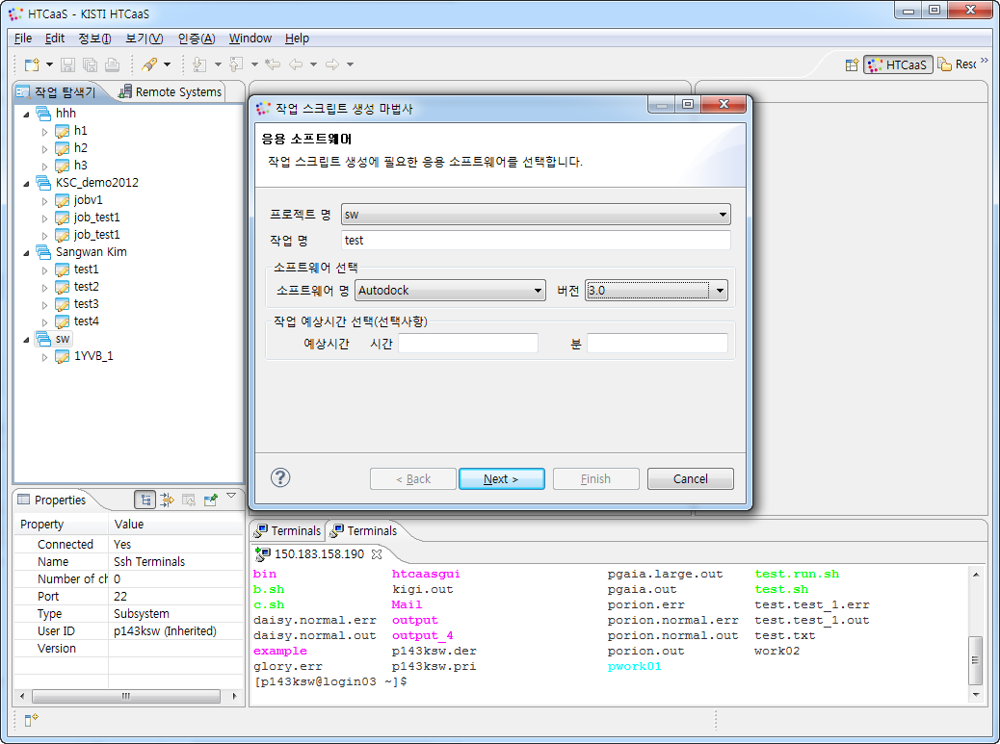 HTCaaS - KISTI HTCaaS
File Edit 정보(I) 보기(V) 인증(A) Window Help
HTCaaS Resc
작업 탐색기 Remote Systems
hhh
h1
h2
h3
KSC_demo2012
jobv1
job_test1
job_test1
Sangwan Kim
test1
test2
test3
test4
sw
1YVB_1
작업 스크립트 생성 마법사
응용 소프트웨어
작업 스크립트 생성에 필요한 응용 소프트웨어를 선택합니다.
프로젝트 명 sw
작업 명 test
소프트웨어 선택
소프트웨어 명 Autodock 버전 3.0
작업 예상시간 선택(선택사항)
예상시간 시간 분
? < Back Next > Finish Cancel
Properties
Property Value
Connected Yes
Name Ssh Terminals
Number of ch 0
Port 22
Type Subsystem
User ID p143ksw (Inherited)
Version
Terminals Terminals
150.183.158.190
bin htcaasgui pgaia.large.out test.run.sh
b.sh kigi.out pgaia.out test.sh
c.sh Mail porion.err test.test_1.err
daisy.normal.err output porion.normal.err test.test_1.out
daisy.normal.out output_4 porion.normal.out test.txt
example p143ksw.der porion.out work02
glory.err p143ksw.pri pwork01
[p143ksw@login03 ~]$